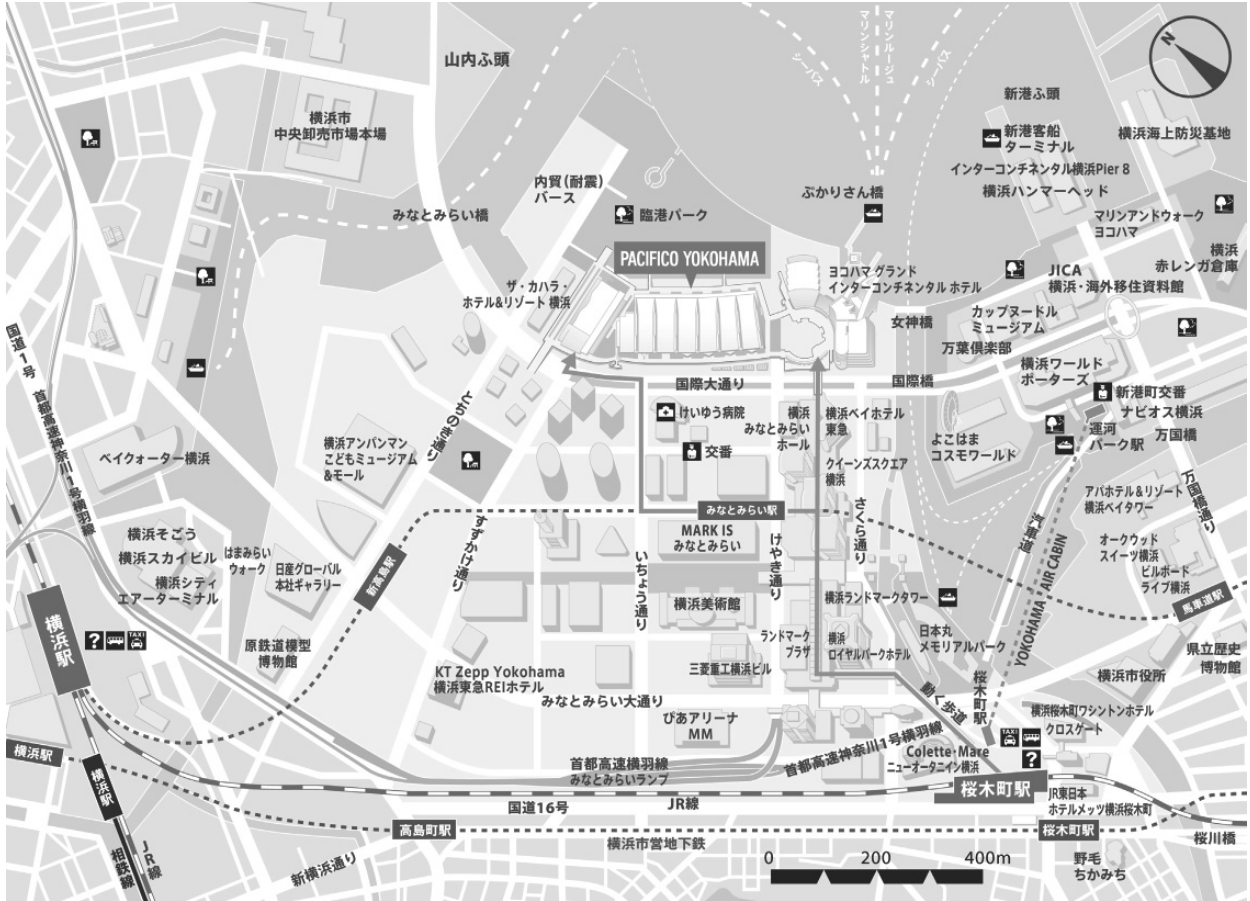 山内ふ頭
横浜市
中央卸売市場本場
マリンシャトル
マリンルージュ
シーバス
シーバス
N
新港ふ頭
新港客船
ターミナル
横浜海上防災基地
インターコンチネンタル横浜Pier 8
横浜ハンマーヘッド
内貿(耐震)
バース
みなとみらい橋
臨港パーク
ぷかりさん橋
マリンアンドウォーク
ヨコハマ
横浜
赤レンガ倉庫
PACIFICO YOKOHAMA
ザ・カハラ・
ホテル&リゾート 横浜
ヨコハマ グランド
インターコンチネンタル ホテル
JICA
横浜・海外移住資料館
女神橋
カップヌードル
ミュージアム
万葉倶楽部
国道1号
首都高速神奈川1号横羽線
国際大通り
国際橋
横浜ワールド
ポーターズ
新港町交番
ナビオス横浜
とちのき通り
けいゆう病院
交番
横浜
みなとみらい
ホール
横浜ベイホテル
東急
よこはま
コスモワールド
運河
パーク駅
万国橋
ベイクォーター横浜
横浜アンパンマン
こどもミュージアム
&モール
クイーンズスクエア
横浜
万国橋通り
アパホテル&リゾート
横浜ベイタワー
みなとみらい駅
汽車道
横浜そごう
横浜スカイビル
はまみらい
ウォーク
横浜シティ
エアーターミナル
日産グローバル
本社ギャラリー
新高島駅
すずかけ通り
いちょう通り
MARK IS
みなとみらい
けやき通り
さくら通り
オークウッド
スイーツ横浜
ビルボード
ライブ横浜
YOKOHAMA AIR CABIN
馬車道駅
横浜美術館
横浜ランドマークタワー
横浜駅
?
TAXI
原鉄道模型
博物館
ランドマーク
プラザ
横浜
ロイヤルパークホテル
日本丸
メモリアルパーク
県立歴史
博物館
横浜市役所
KT Zepp Yokohama
横浜東急REIホテル
三菱重工横浜ビル
みなとみらい大通り
動く歩道
桜木町駅
ぴあアリーナ
MM
横浜桜木町ワシントンホテル
クロスゲート
TAXI
?
横浜駅
横浜駅
首都高速横羽線
みなとみらいランプ
首都高速神奈川1号横羽線
Colette・Mare
ニューオータニイン横浜
桜木町駅
JR東日本
ホテルメッツ横浜桜木町
国道16号
JR線
高島町駅
桜木町駅
桜川橋
横浜市営地下鉄
相鉄線
JR線
新横浜通り
0
200
400m
野毛
ちかみち